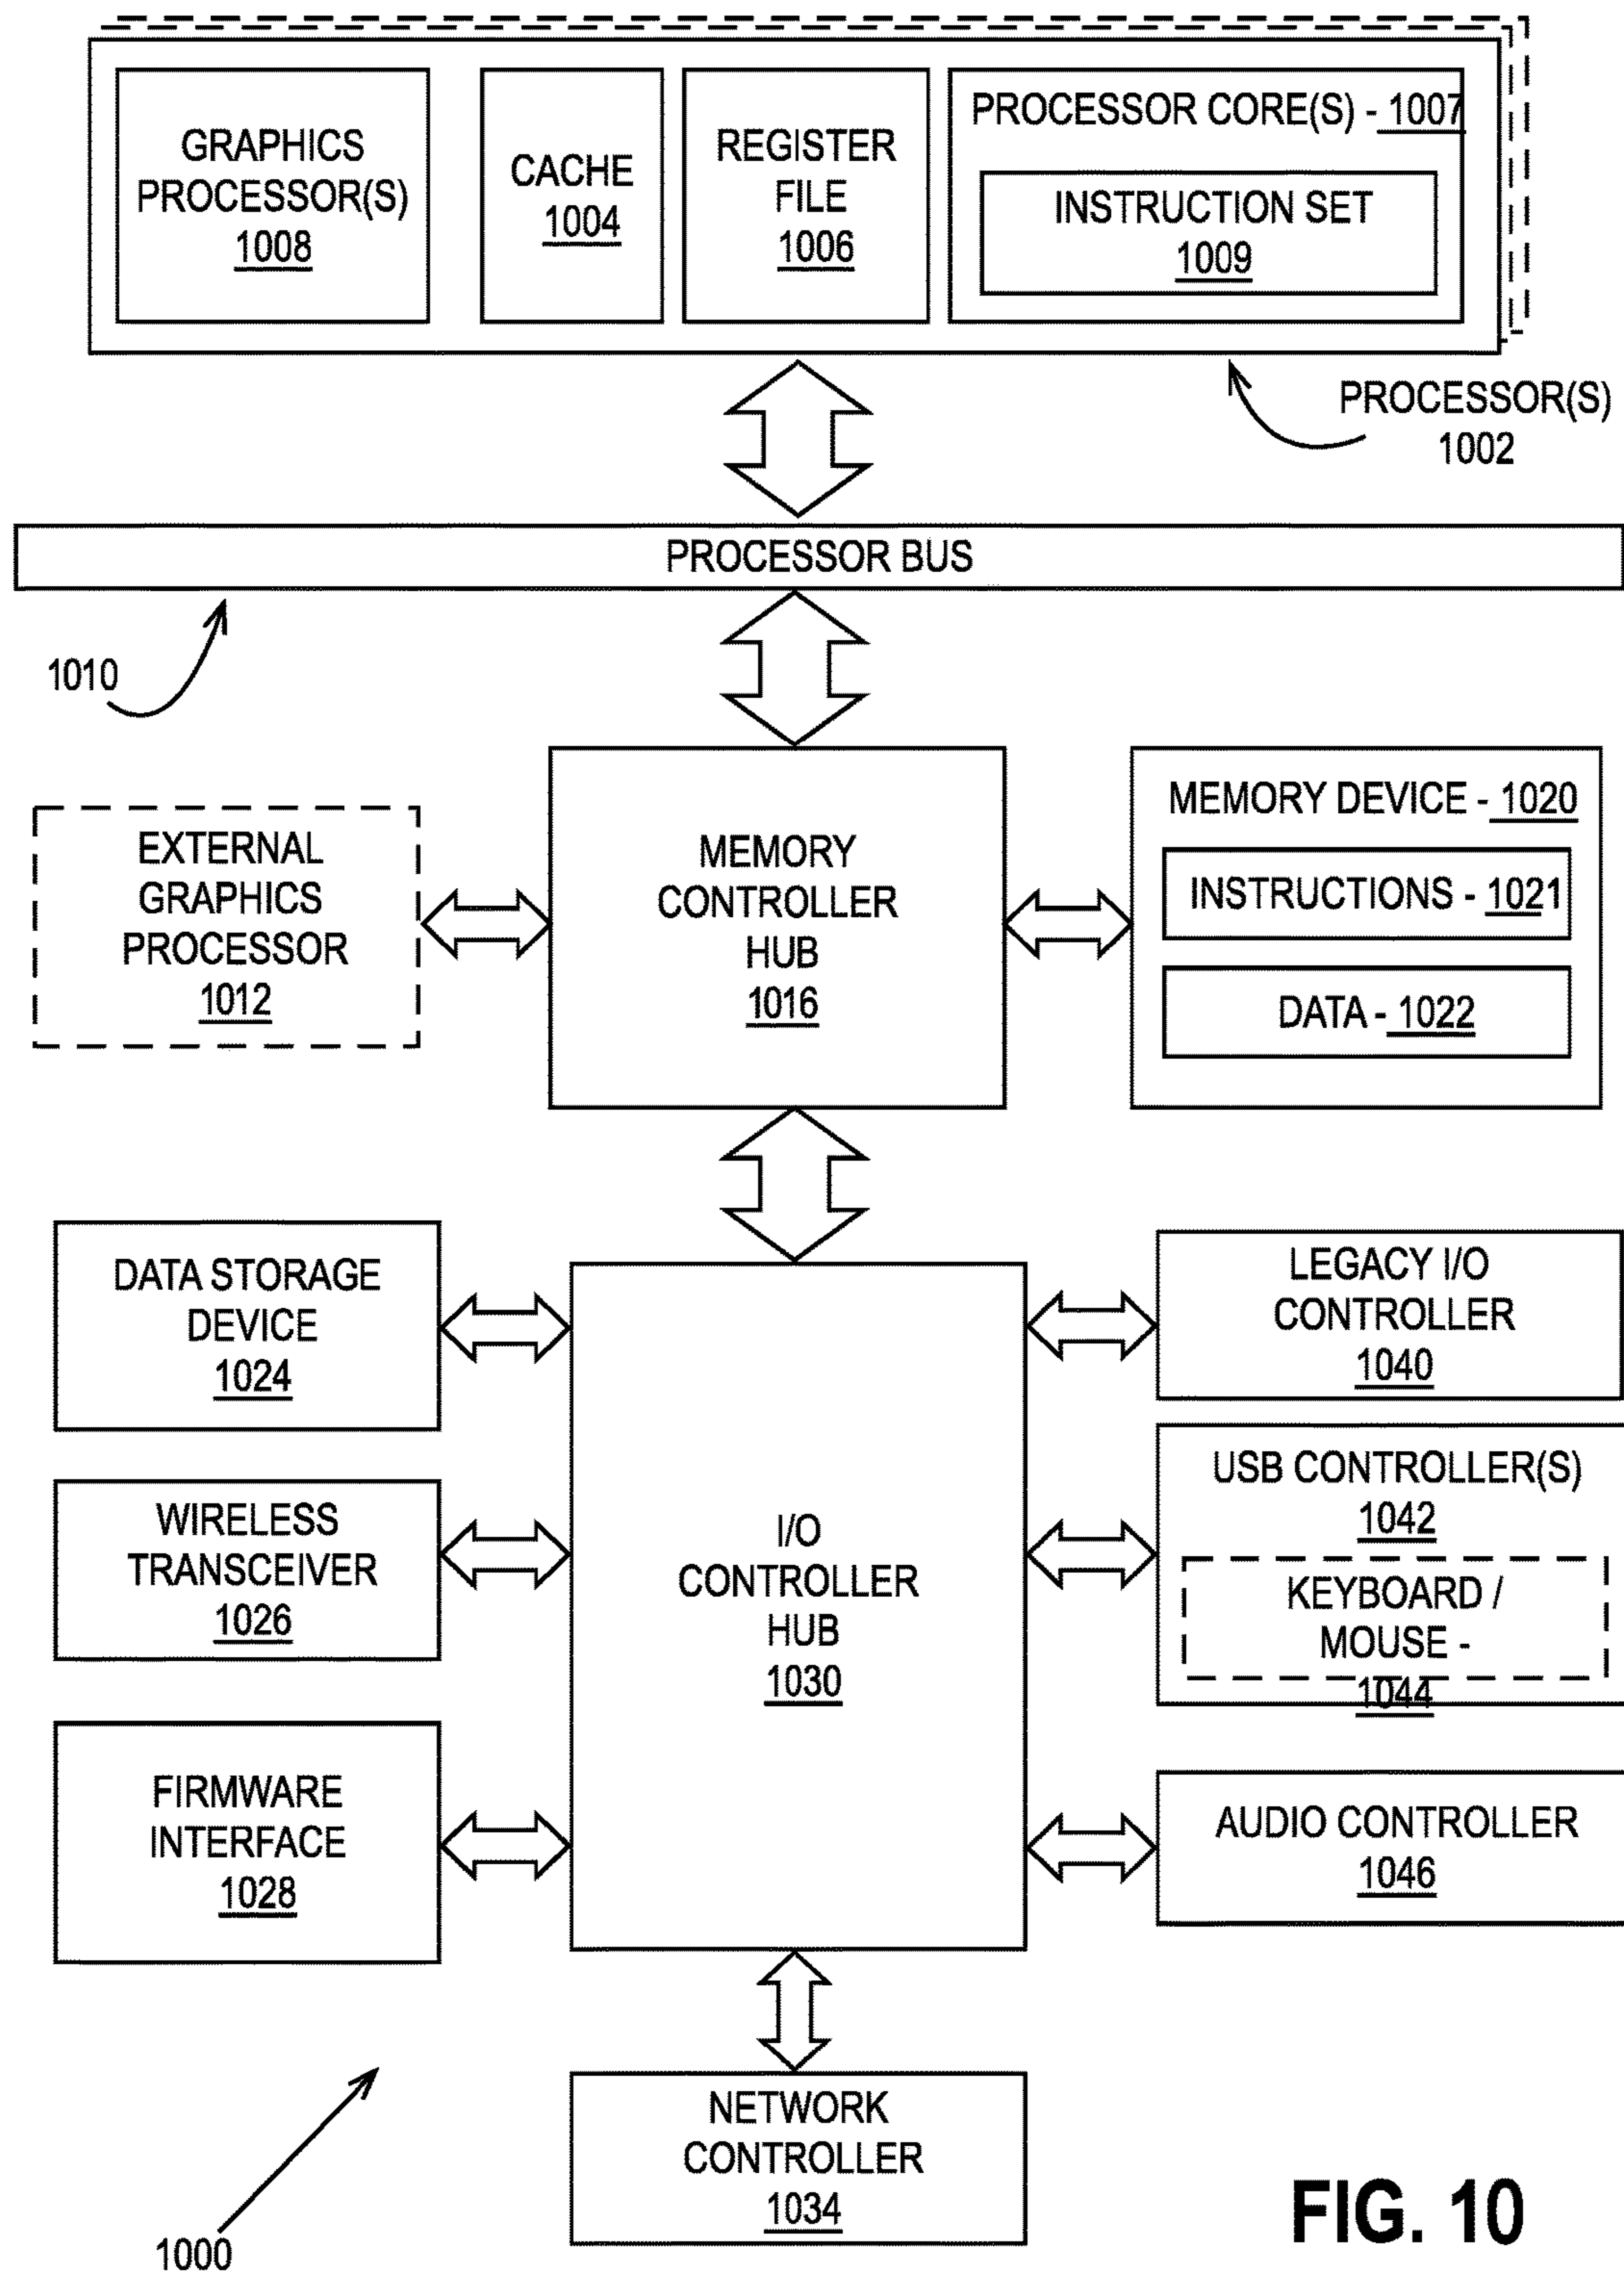 GRAPHICS
PROCESSOR(S)
1008
CACHE
1004
REGISTER
FILE
1006
PROCESSOR CORE(S) - 1007
INSTRUCTION SET
1009
PROCESSOR(S)
1002
PROCESSOR BUS
1010
EXTERNAL
GRAPHICS
PROCESSOR
1012
MEMORY
CONTROLLER
HUB
1016
MEMORY DEVICE - 1020
INSTRUCTIONS - 1021
DATA - 1022
DATA STORAGE
DEVICE
1024
LEGACY I/O
CONTROLLER
1040
WIRELESS
TRANSCEIVER
1026
I/O
CONTROLLER
HUB
1030
USB CONTROLLER(S)
1042
KEYBOARD /
MOUSE -
1044
FIRMWARE
INTERFACE
1028
AUDIO CONTROLLER
1046
NETWORK
CONTROLLER
1034
1000
FIG. 10